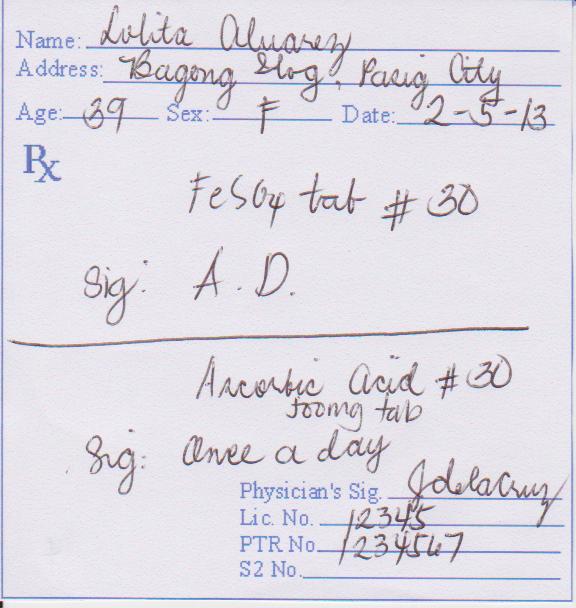 Name: Lolita Alvarez
Address: Bagong Ilog, Pasig City
Age: 39 Sex: F Date: 2-5-13
Rx
FeSO4 tab #30
Sig: A.D.
Ascorbic Acid #30
500mg tab
Sig: Once a day
Physician's Sig. JdelaCruz
Lic. No. 12345
PTR No. 1234567
S2 No.